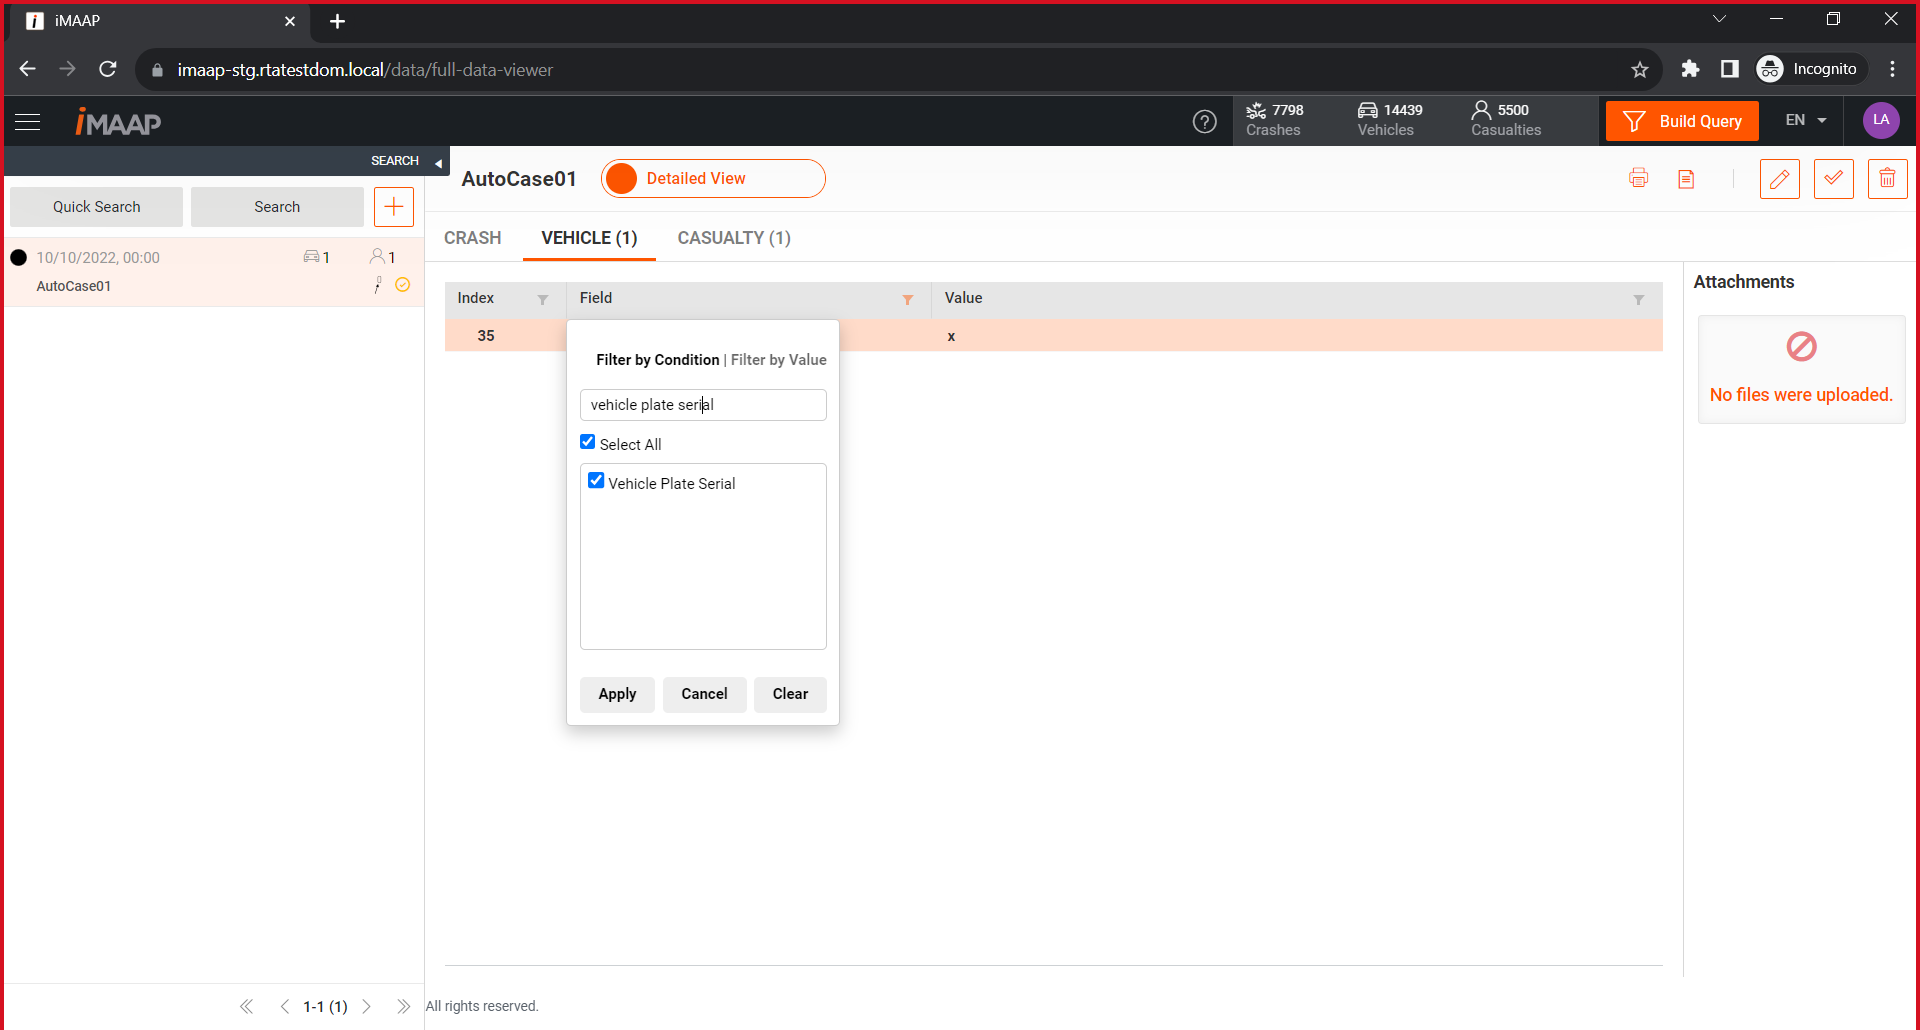 iMAAP
imaap-stg.rtatestdom.local/data/full-data-viewer
Incognito
iMAAP
7798
Crashes
14439
Vehicles
5500
Casualties
Build Query
EN
LA
SEARCH
Quick Search
Search
10/10/2022, 00:00
1
1
AutoCase01
AutoCase01
Detailed View
CRASH
VEHICLE (1)
CASUALTY (1)
Index
Field
Value
35
x
Filter by Condition | Filter by Value
vehicle plate serial
Select All
Vehicle Plate Serial
Apply
Cancel
Clear
Attachments
No files were uploaded.
1-1 (1)
All rights reserved.